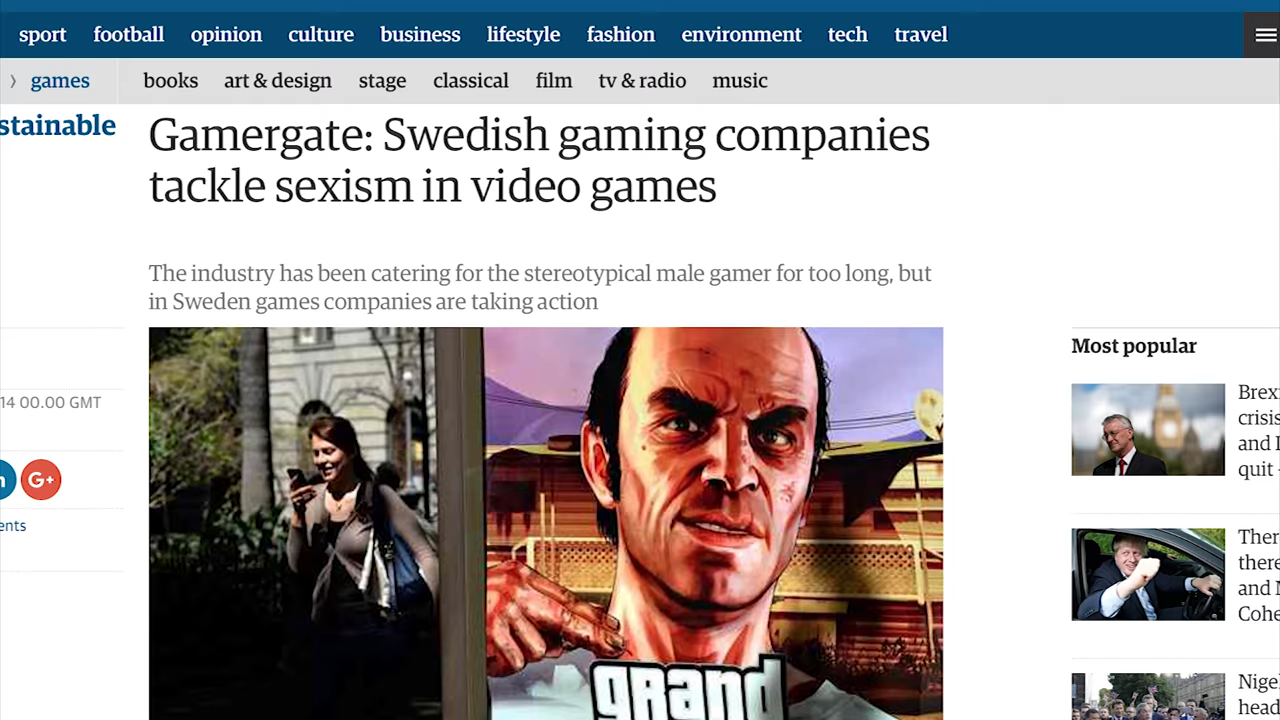 sport football opinion culture business lifestyle fashion environment tech travel
games books art & design stage classical film tv & radio music
stainable
Gamergate: Swedish gaming companies
tackle sexism in video games
The industry has been catering for the stereotypical male gamer for too long, but
in Sweden games companies are taking action
14 00.00 GMT
G+
ents
grand
Most popular
Brex
crisis
and
quit
Ther
there
and
Cohe
Nige
head